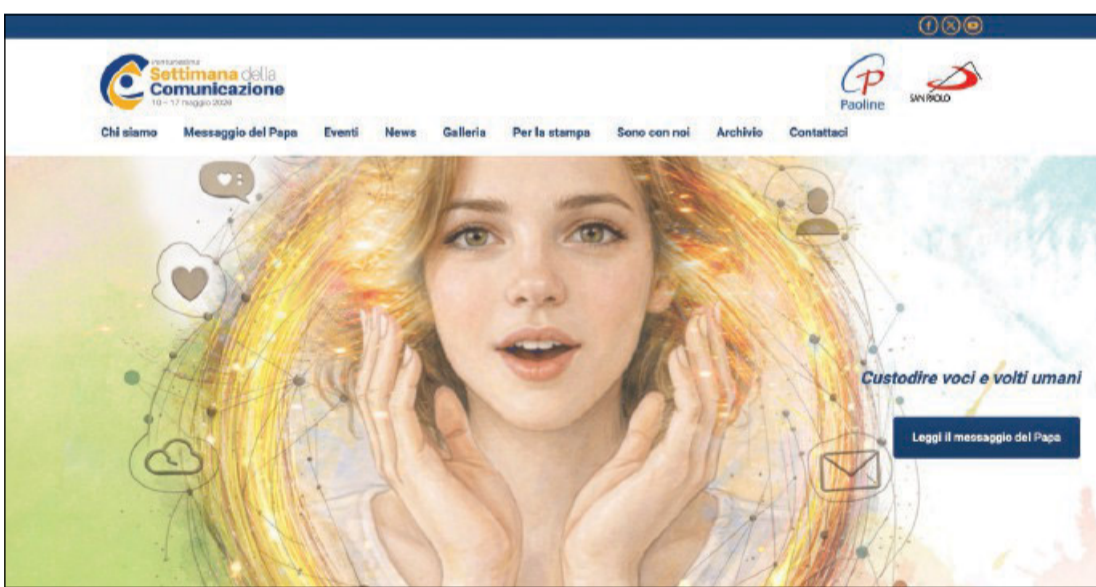 Settimana della
Comunicazione
10 – 17 maggio 2026
Paoline
SAN PAOLO
Chi siamo Messaggio del Papa Eventi News Galleria Per la stampa Sono con noi Archivio Contattaci
Custodire voci e volti umani
Leggi il messaggio del Papa